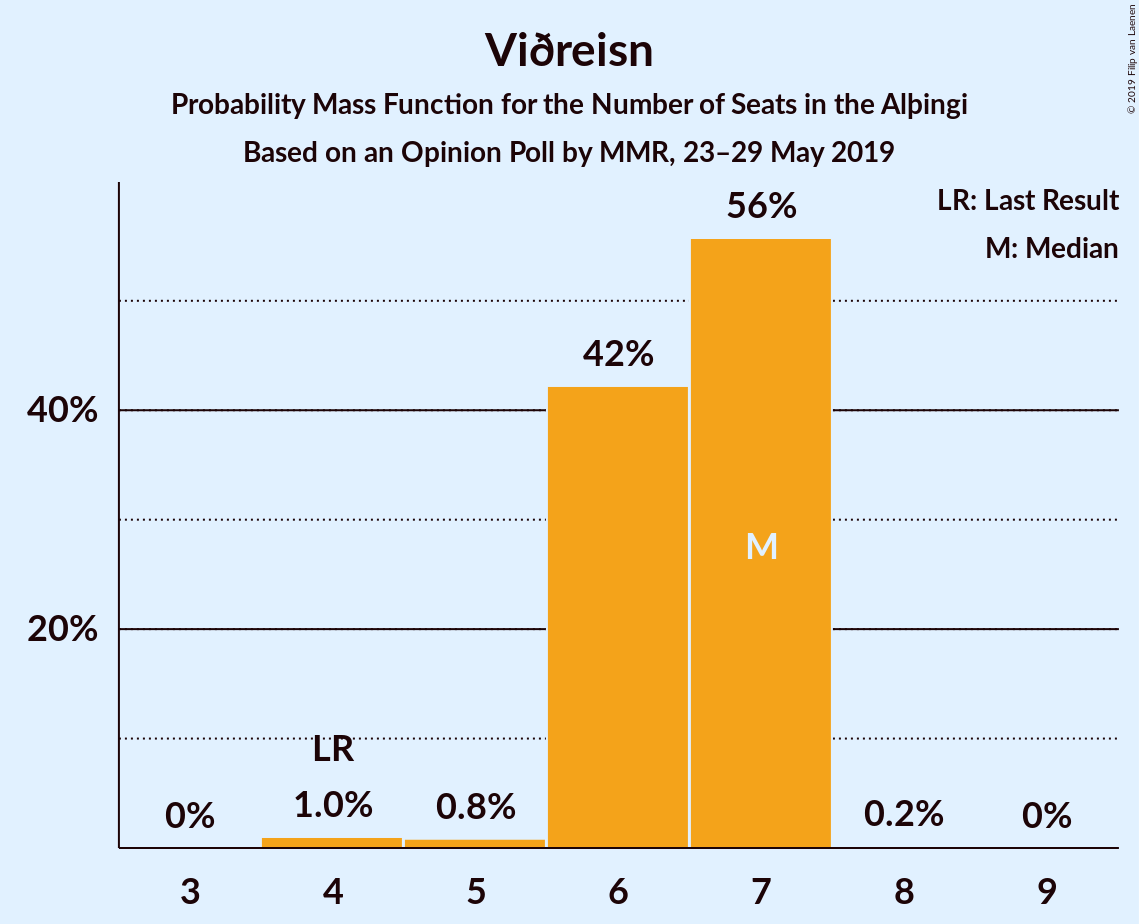 Viðreisn
Probability Mass Function for the Number of Seats in the Alþingi
Based on an Opinion Poll by MMR, 23–29 May 2019
© 2019 Filip van Laenen
LR: Last Result
M: Median
56%
42%
40%
M
20%
LR
0%
1.0%
0.8%
0.2%
0%
3
4
5
6
7
8
9